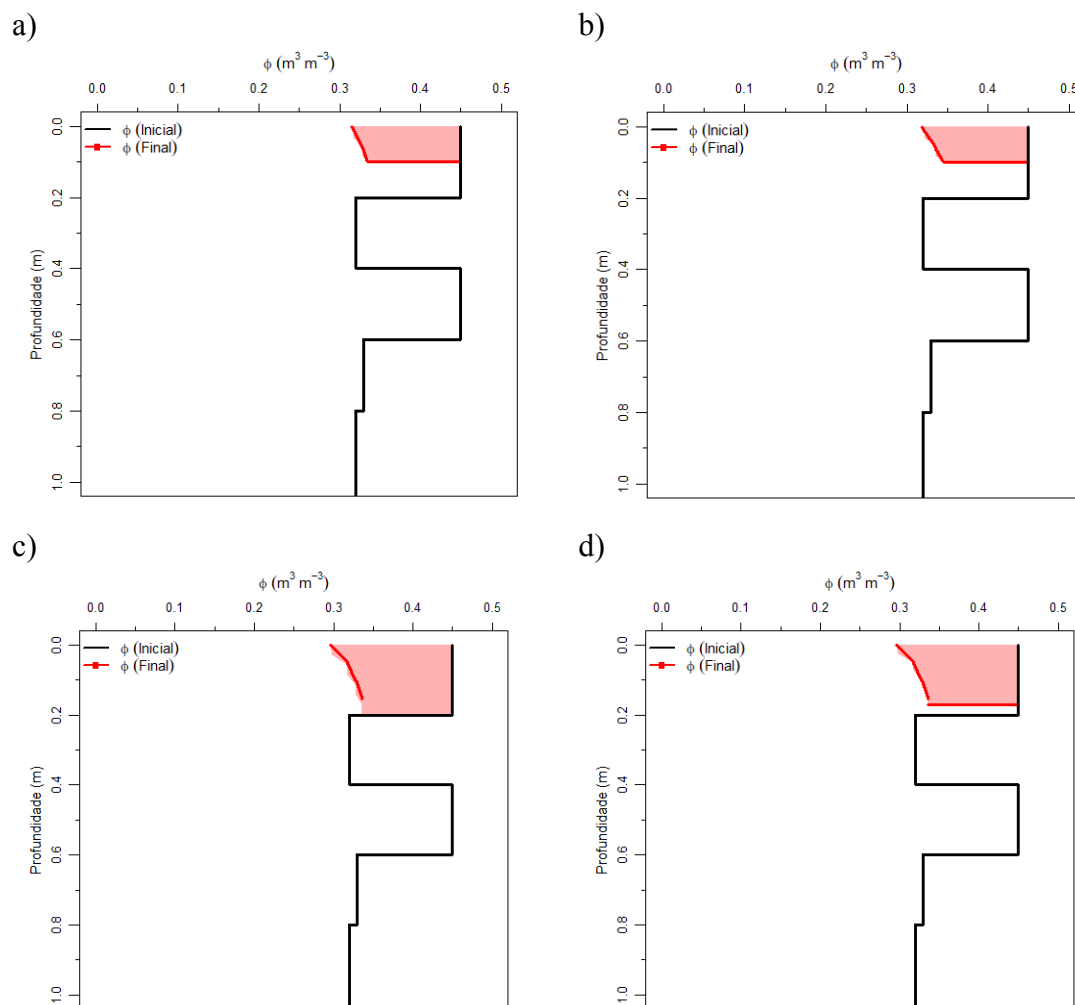 a)
b)
ϕ (m³ m⁻³)
ϕ (m³ m⁻³)
0.0 0.1 0.2 0.3 0.4 0.5
0.0 0.1 0.2 0.3 0.4 0.5
ϕ (Inicial)
ϕ (Final)
ϕ (Inicial)
ϕ (Final)
Profundidade (m)
0.0
0.2
0.4
0.6
0.8
1.0
Profundidade (m)
0.0
0.2
0.4
0.6
0.8
1.0
c)
d)
ϕ (m³ m⁻³)
ϕ (m³ m⁻³)
0.0 0.1 0.2 0.3 0.4 0.5
0.0 0.1 0.2 0.3 0.4 0.5
ϕ (Inicial)
ϕ (Final)
ϕ (Inicial)
ϕ (Final)
Profundidade (m)
0.0
0.2
0.4
0.6
0.8
1.0
Profundidade (m)
0.0
0.2
0.4
0.6
0.8
1.0